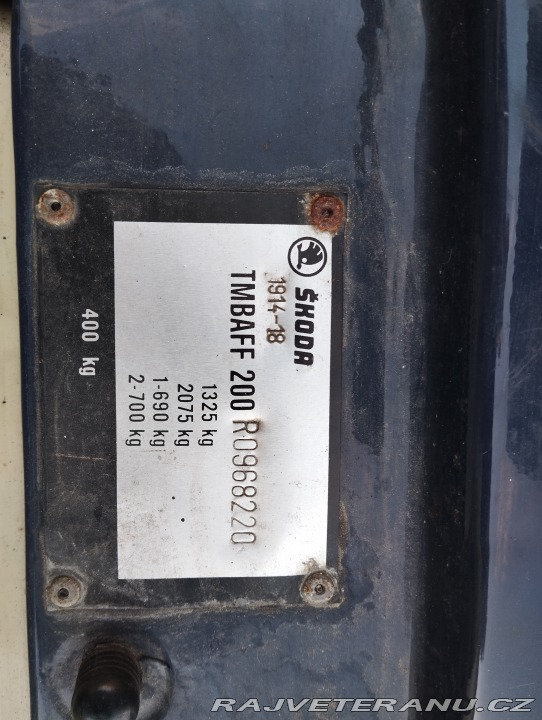 ŠKODA
1914-18
TMBAFF 200 R0968220
1325 kg
2075 kg
1-690 kg
2-700 kg
400 kg
RAJVETERANU.CZ